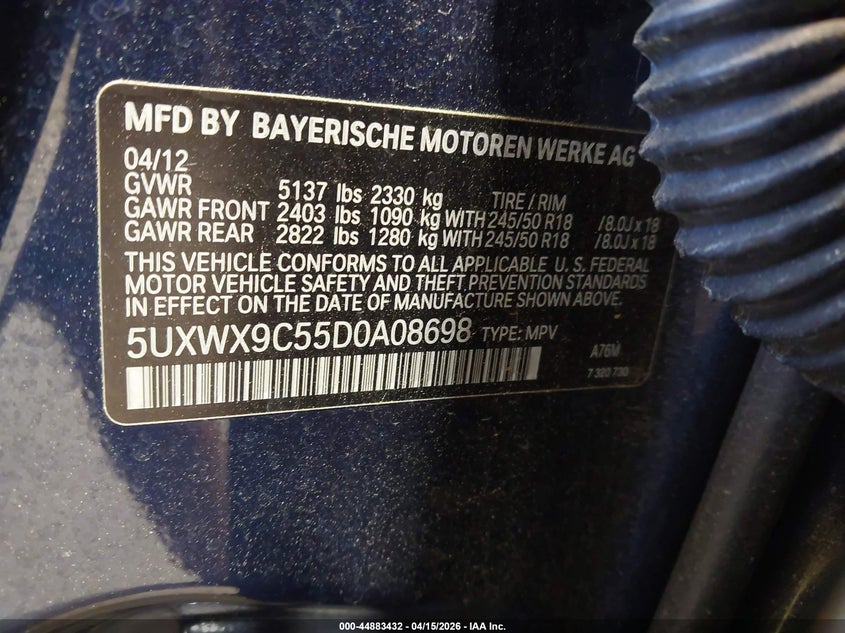 MFD BY BAYERISCHE MOTOREN WERKE AG
04/12
GVWR 5137 lbs 2330 kg TIRE / RIM
GAWR FRONT 2403 lbs 1090 kg WITH 245/50 R18 / 8.0J x 18
GAWR REAR 2822 lbs 1280 kg WITH 245/50 R18 / 8.0J x 18
THIS VEHICLE CONFORMS TO ALL APPLICABLE U.S. FEDERAL
MOTOR VEHICLE SAFETY AND THEFT PREVENTION STANDARDS
IN EFFECT ON THE DATE OF MANUFACTURE SHOWN ABOVE.
5UXWX9C55D0A08698 TYPE: MPV
A76M
7 320 730
000-44883432 - 04/15/2026 - IAA Inc.